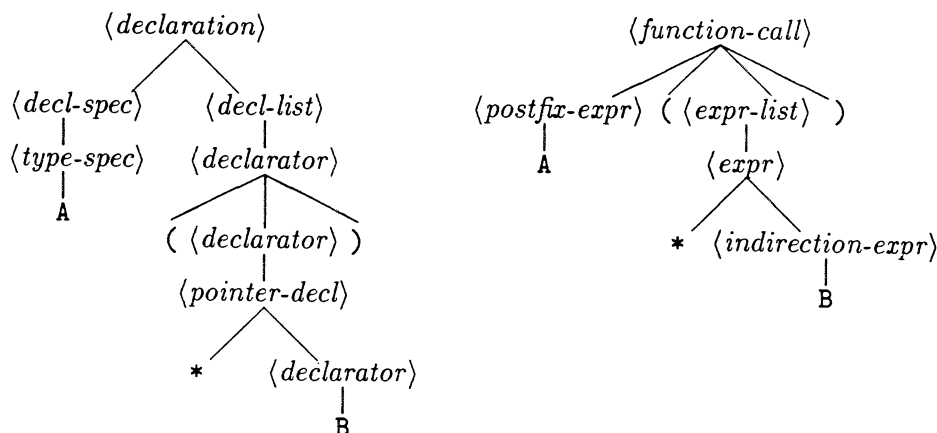 ⟨declaration⟩
⟨decl-spec⟩ ⟨decl-list⟩
⟨type-spec⟩ ⟨declarator⟩
A
( ⟨declarator⟩ )
⟨pointer-decl⟩
* ⟨declarator⟩
B
⟨function-call⟩
⟨postfix-expr⟩ ( ⟨expr-list⟩ )
A ⟨expr⟩
* ⟨indirection-expr⟩
B